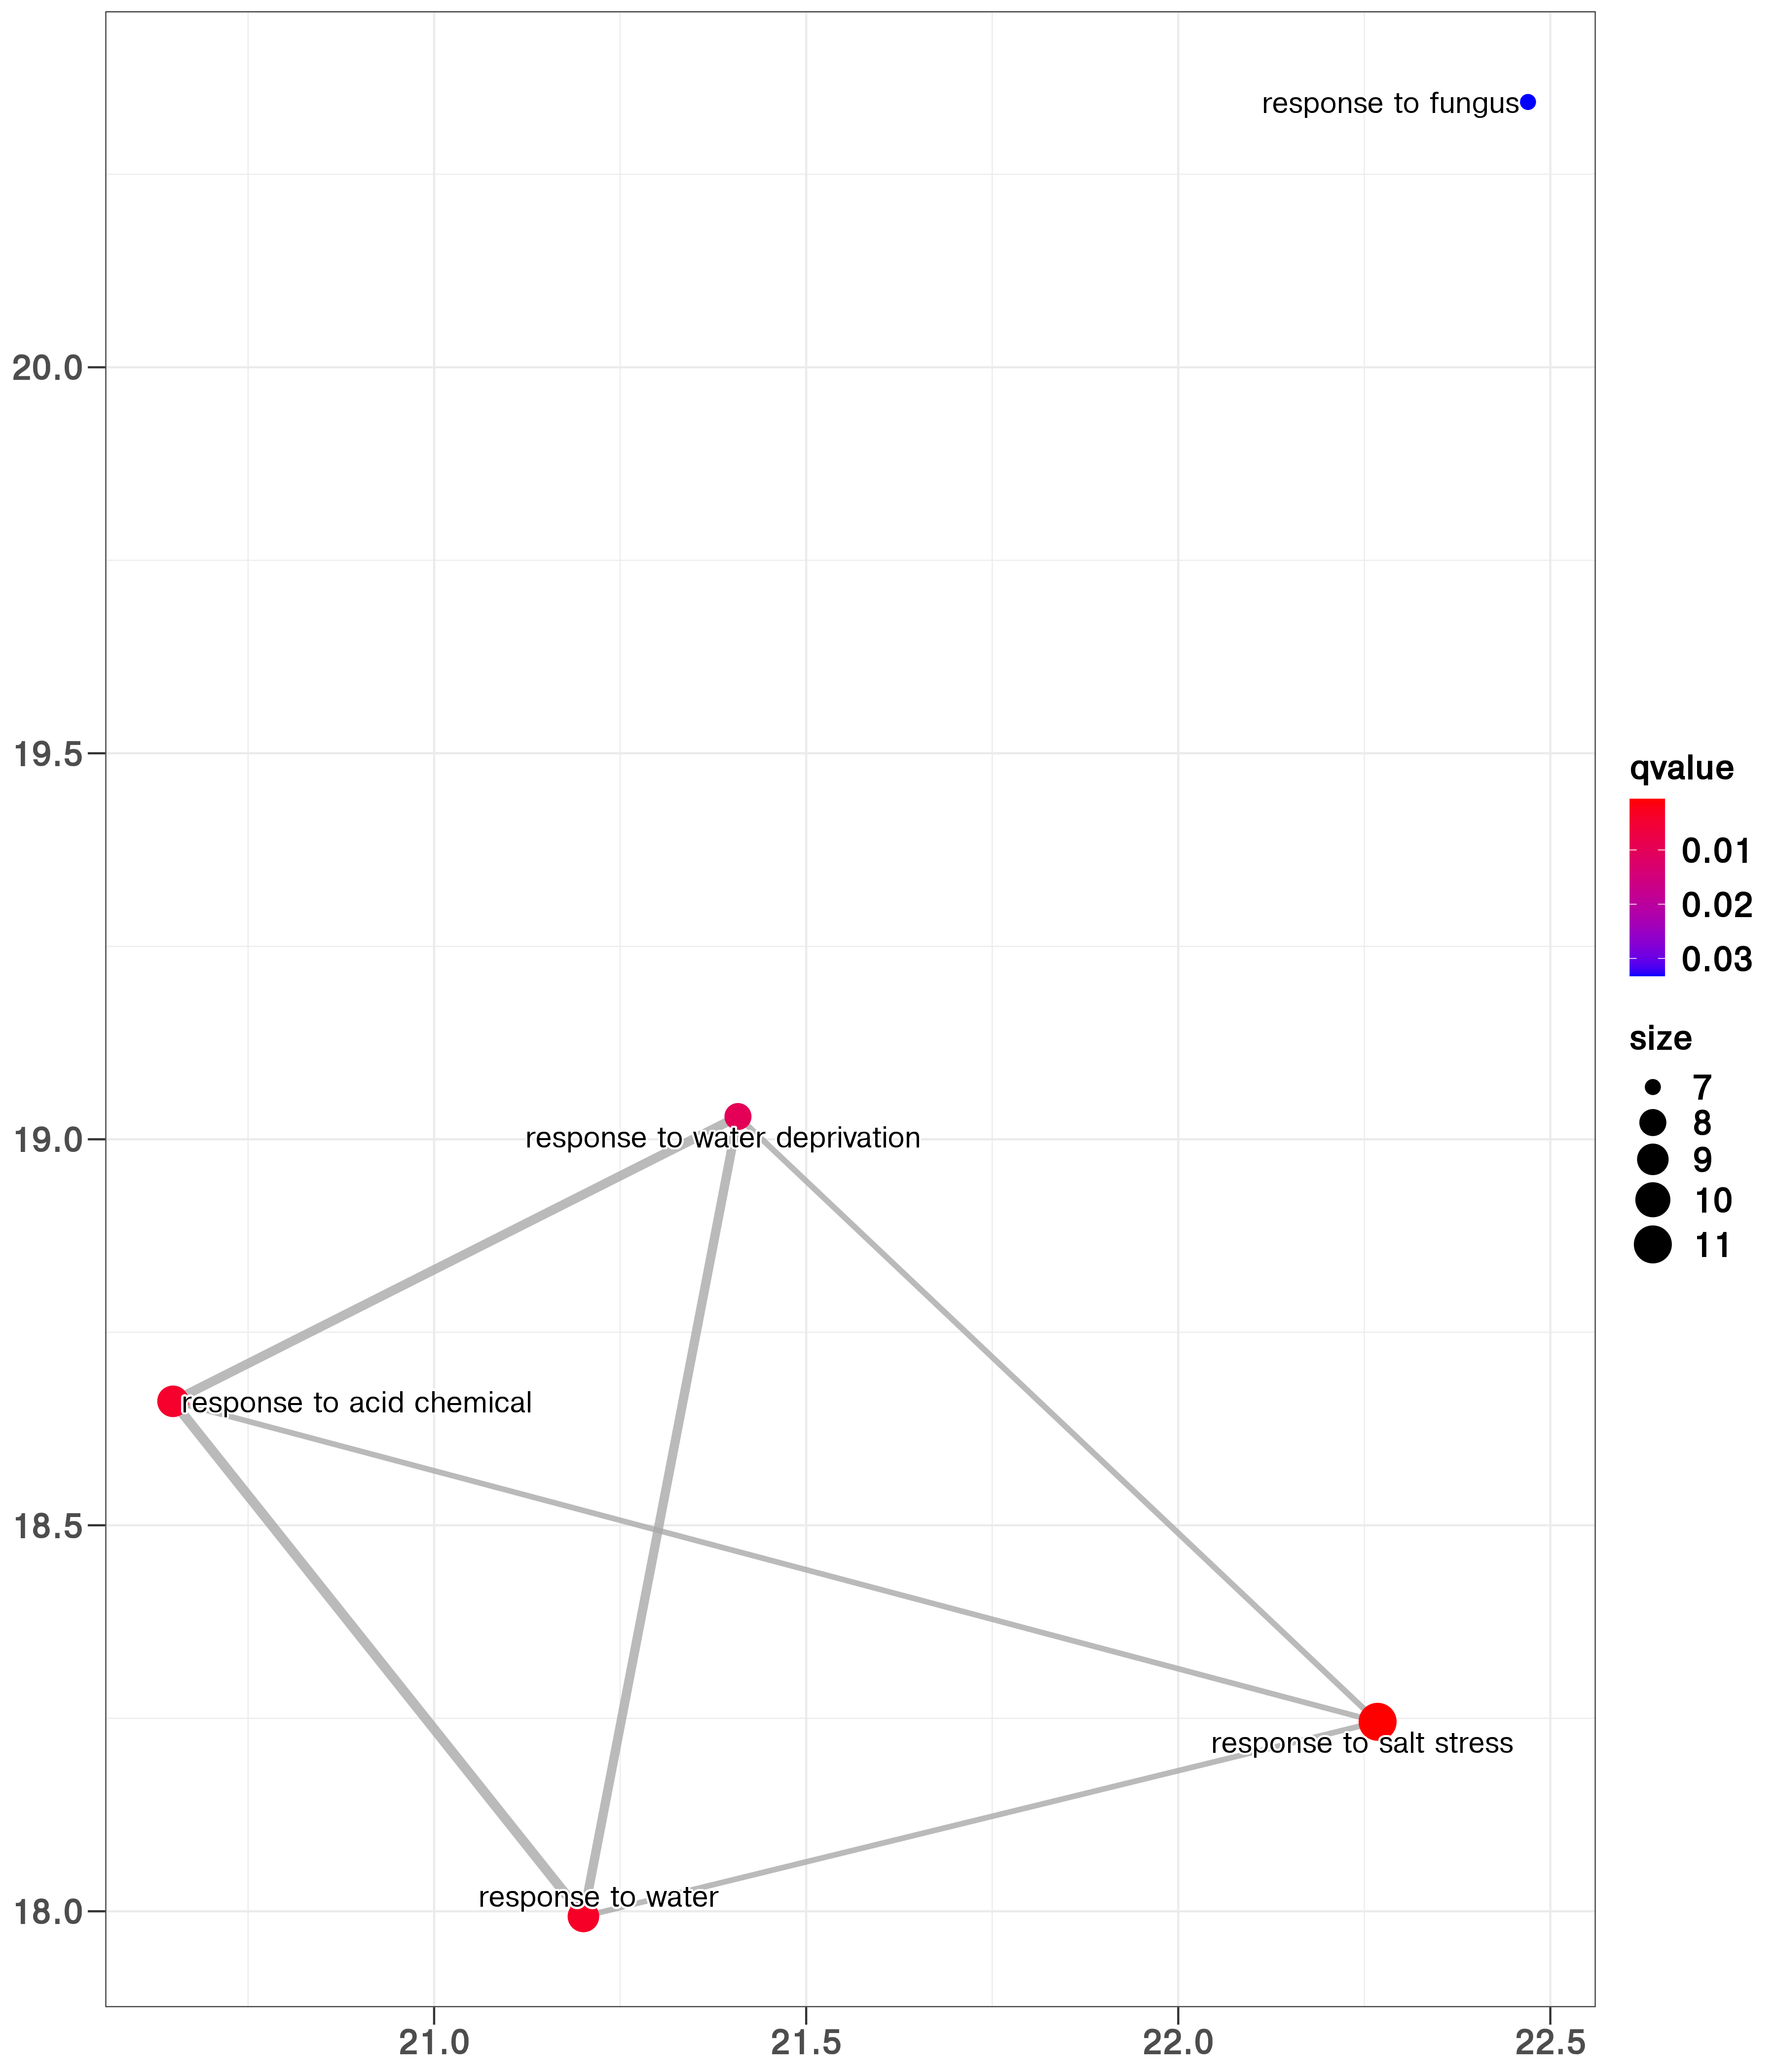 response to fungus
20.0
19.5
qvalue
0.01
0.02
0.03
size
7
8
9
10
11
19.0
response to water deprivation
response to acid chemical
18.5
response to salt stress
response to water
18.0
21.0
21.5
22.0
22.5